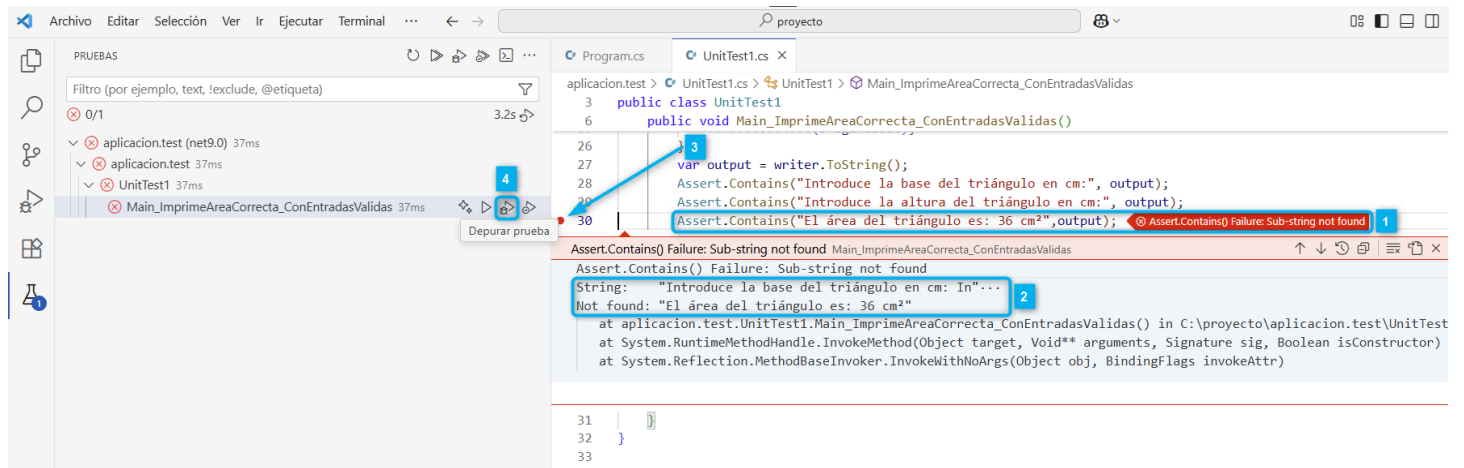 Archivo Editar Selección Ver Ir Ejecutar Terminal ··· ← → proyecto
PRUEBAS
Filtro (por ejemplo, text, !exclude, @etiqueta)
0/1 3.2s
aplicacion.test (net9.0) 37ms
aplicacion.test 37ms
UnitTest1 37ms
Main_ImprimeAreaCorrecta_ConEntradasValidas 37ms
4
Depurar prueba
1
Program.cs UnitTest1.cs ×
aplicacion.test > UnitTest1.cs > UnitTest1 > Main_ImprimeAreaCorrecta_ConEntradasValidas
3 public class UnitTest1
6 public void Main_ImprimeAreaCorrecta_ConEntradasValidas()
26 }
3
27 var output = writer.ToString();
28 Assert.Contains("Introduce la base del triángulo en cm:", output);
29 Assert.Contains("Introduce la altura del triángulo en cm:", output);
30 Assert.Contains("El área del triángulo es: 36 cm²",output); Assert.Contains() Failure: Sub-string not found 1
Assert.Contains() Failure: Sub-string not found Main_ImprimeAreaCorrecta_ConEntradasValidas
Assert.Contains() Failure: Sub-string not found
String: "Introduce la base del triángulo en cm: In"···
Not found: "El área del triángulo es: 36 cm²"
2
at aplicacion.test.UnitTest1.Main_ImprimeAreaCorrecta_ConEntradasValidas() in C:\proyecto\aplicacion.test\UnitTest
at System.RuntimeMethodHandle.InvokeMethod(Object target, Void** arguments, Signature sig, Boolean isConstructor)
at System.Reflection.MethodBaseInvoker.InvokeWithNoArgs(Object obj, BindingFlags invokeAttr)
31 }
32 }
33